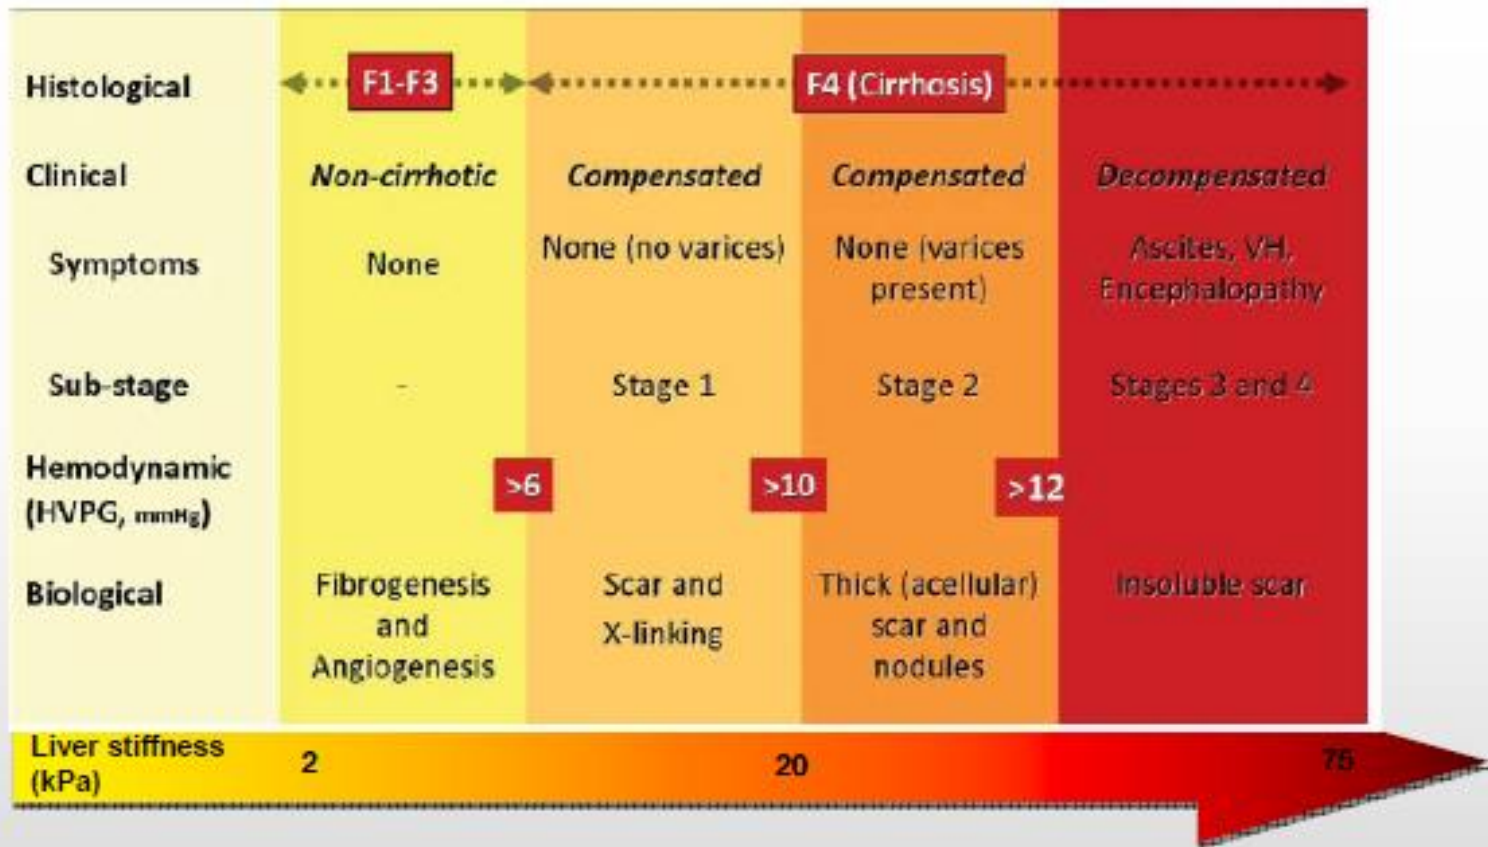 Histological F1-F3 F4 (Cirrhosis)
Clinical Non-cirrhotic Compensated Compensated Decompensated
Symptoms None None (no varices) None (varices present) Ascites, VH, Encephalopathy
Sub-stage - Stage 1 Stage 2 Stages 3 and 4
Hemodynamic
(HVPG, mmHg) >6 >10 >12
Biological Fibrogenesis and Angiogenesis Scar and X-linking Thick (acellular) scar and nodules Insoluble scar
Liver stiffness
(kPa) 2 20 75